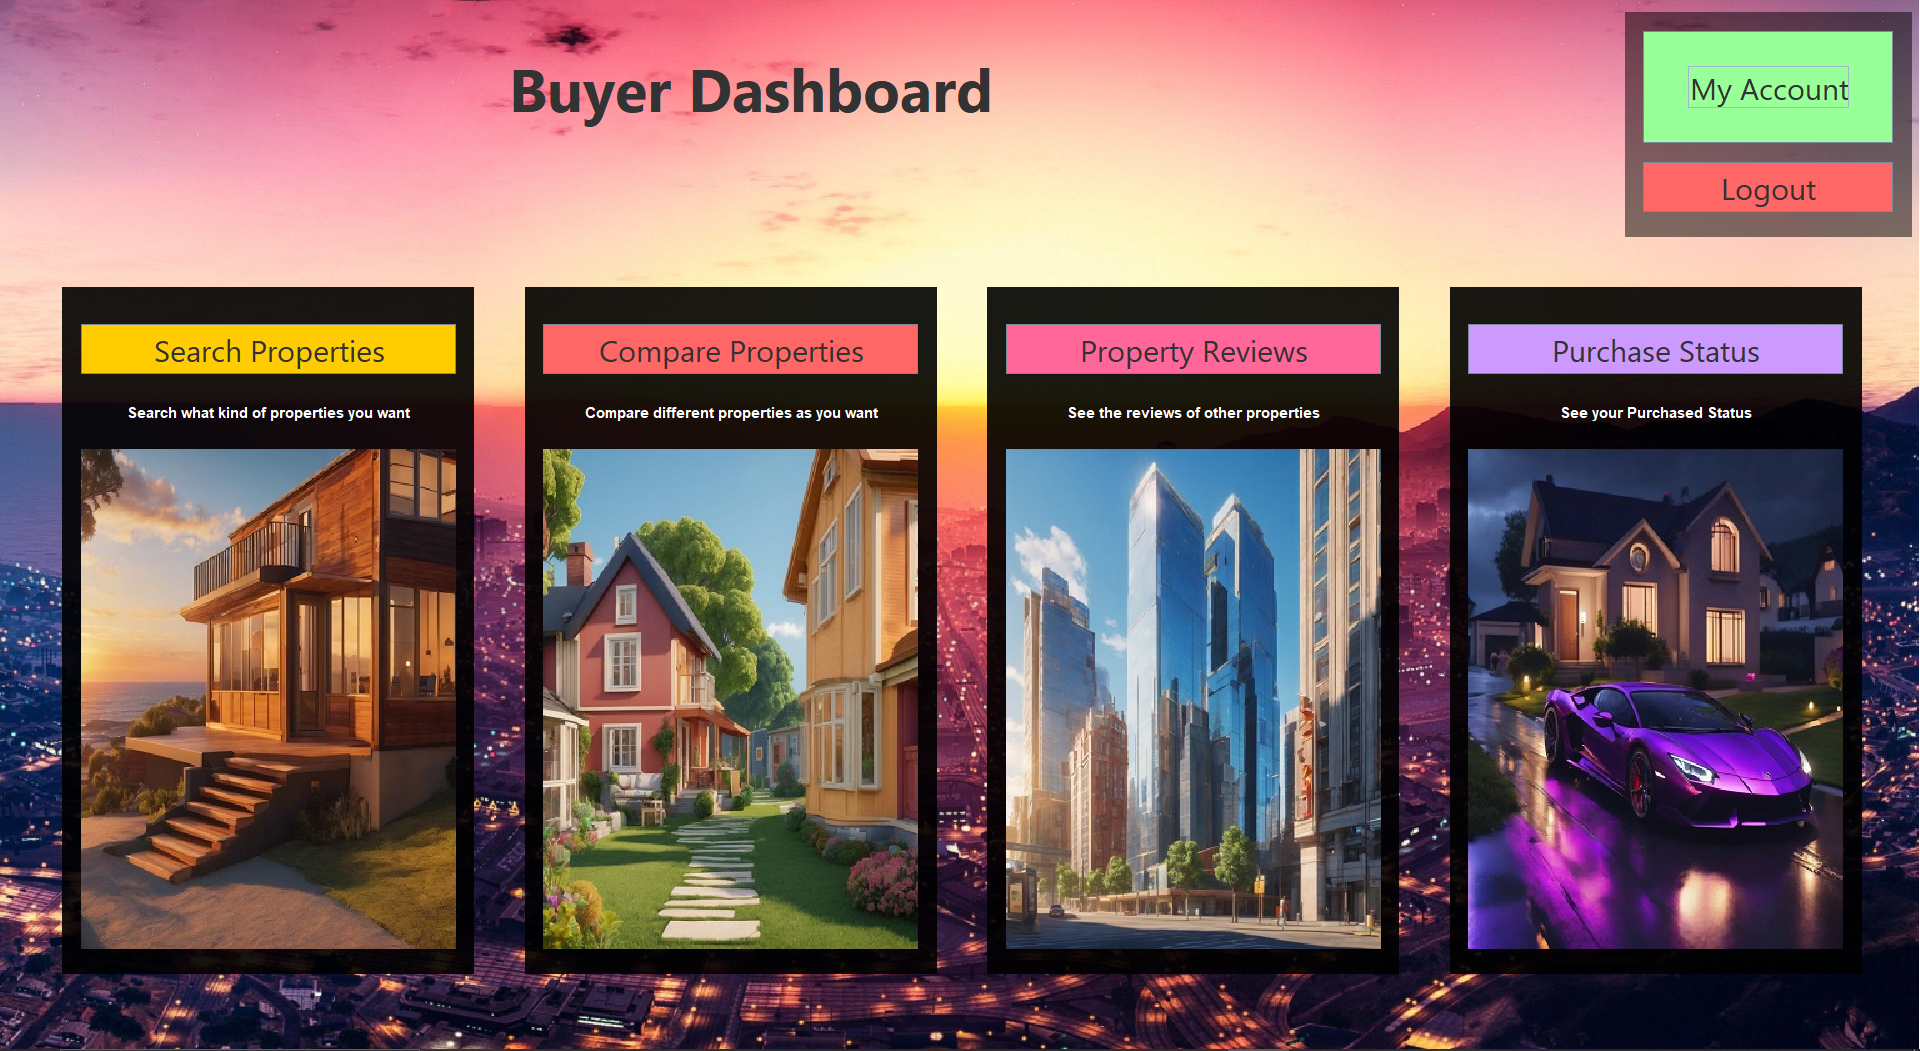 Buyer Dashboard
My Account
Logout
Search Properties
Search what kind of properties you want
Compare Properties
Compare different properties as you want
Property Reviews
See the reviews of other properties
Purchase Status
See your Purchased Status